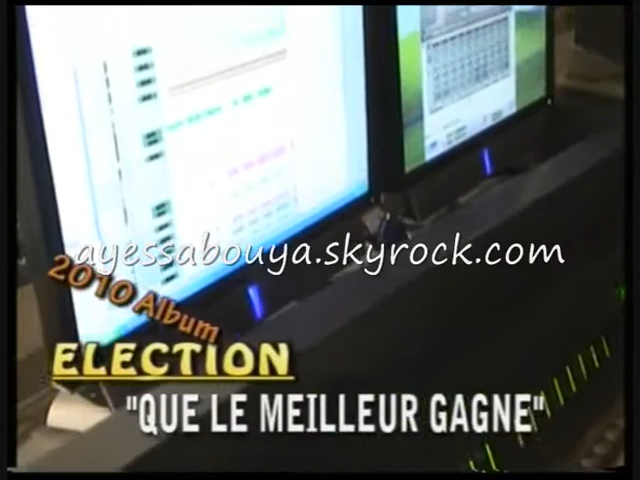 ayessabouya.skyrock.com
2010 Album
ELECTION
"QUE LE MEILLEUR GAGNE"